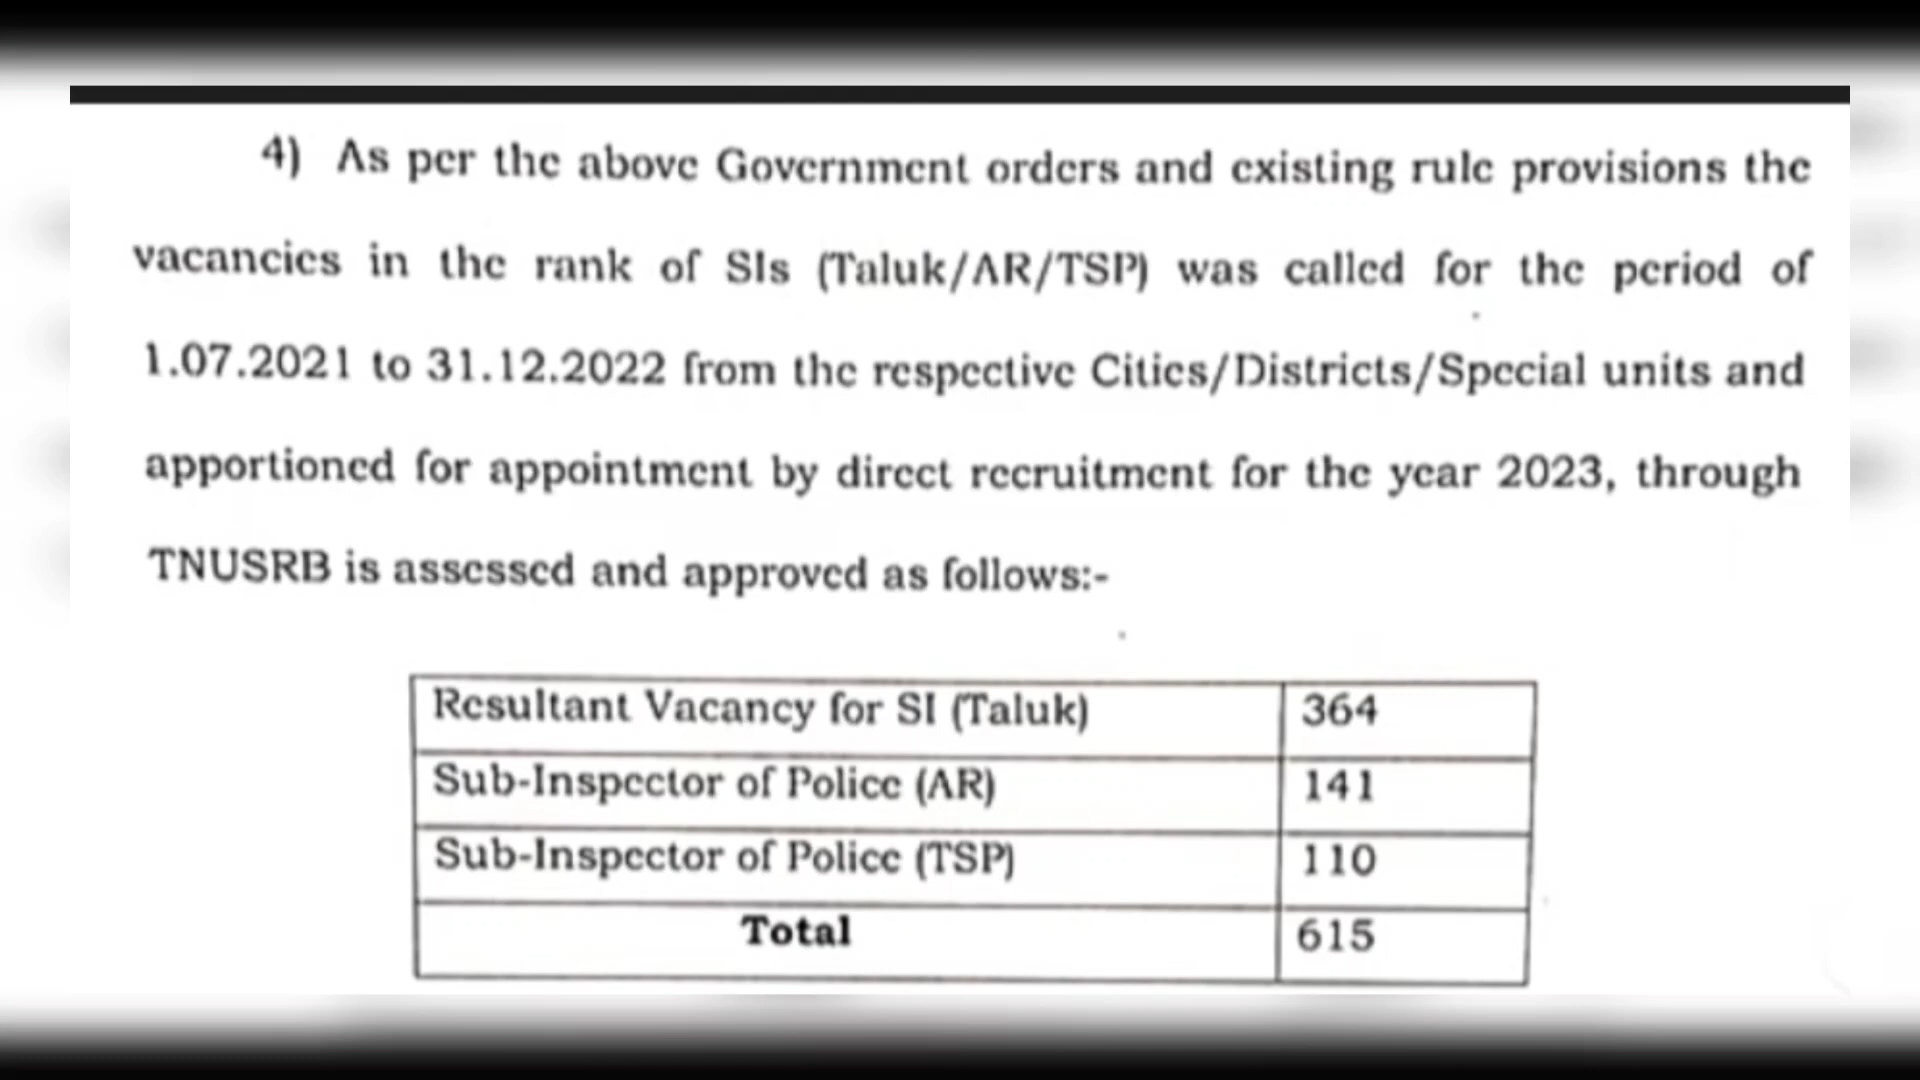 4) As per the above Government orders and existing rule provisions the
vacancies in the rank of SIs (Taluk/AR/TSP) was called for the period of
1.07.2021 to 31.12.2022 from the respective Cities/Districts/Special units and
apportioned for appointment by direct recruitment for the year 2023, through
TNUSRB is assessed and approved as follows:-
Resultant Vacancy for SI (Taluk) 364
Sub-Inspector of Police (AR) 141
Sub-Inspector of Police (TSP) 110
Total 615